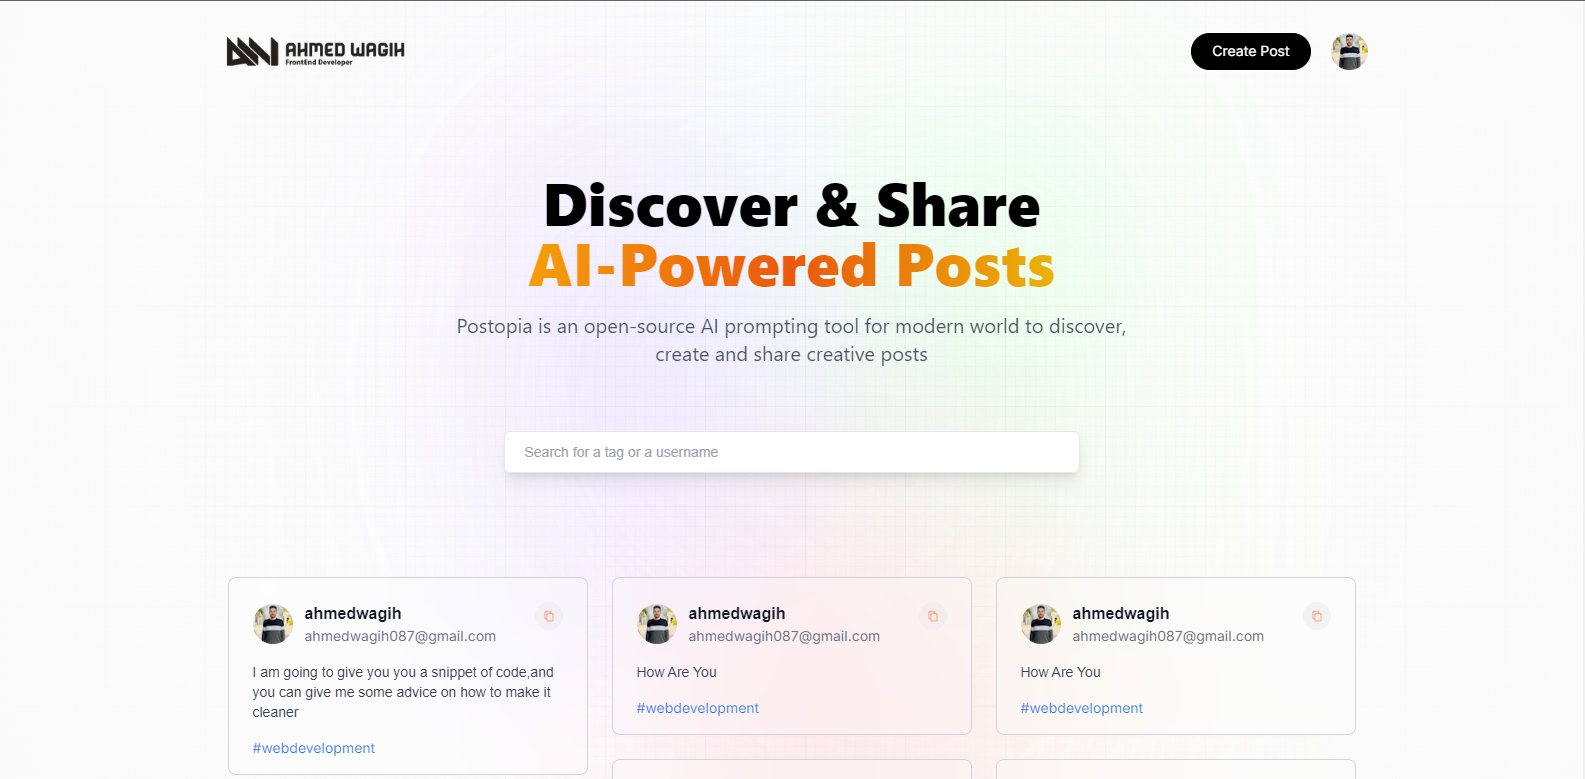 AHMED WAGIH
FrontEnd Developer
Create Post
Discover & Share
AI-Powered Posts
Postopia is an open-source AI prompting tool for modern world to discover,
create and share creative posts
Search for a tag or a username
ahmedwagih
ahmedwagih087@gmail.com
I am going to give you you a snippet of code,and
you can give me some advice on how to make it
cleaner
#webdevelopment
ahmedwagih
ahmedwagih087@gmail.com
How Are You
#webdevelopment
ahmedwagih
ahmedwagih087@gmail.com
How Are You
#webdevelopment